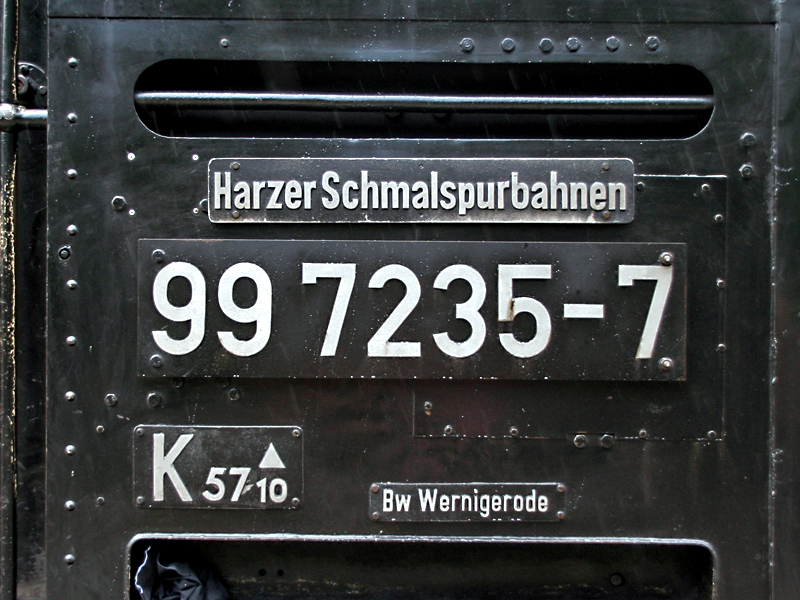 Harzer Schmalspurbahnen
99 7235-7
K 57 10
Bw Wernigerode